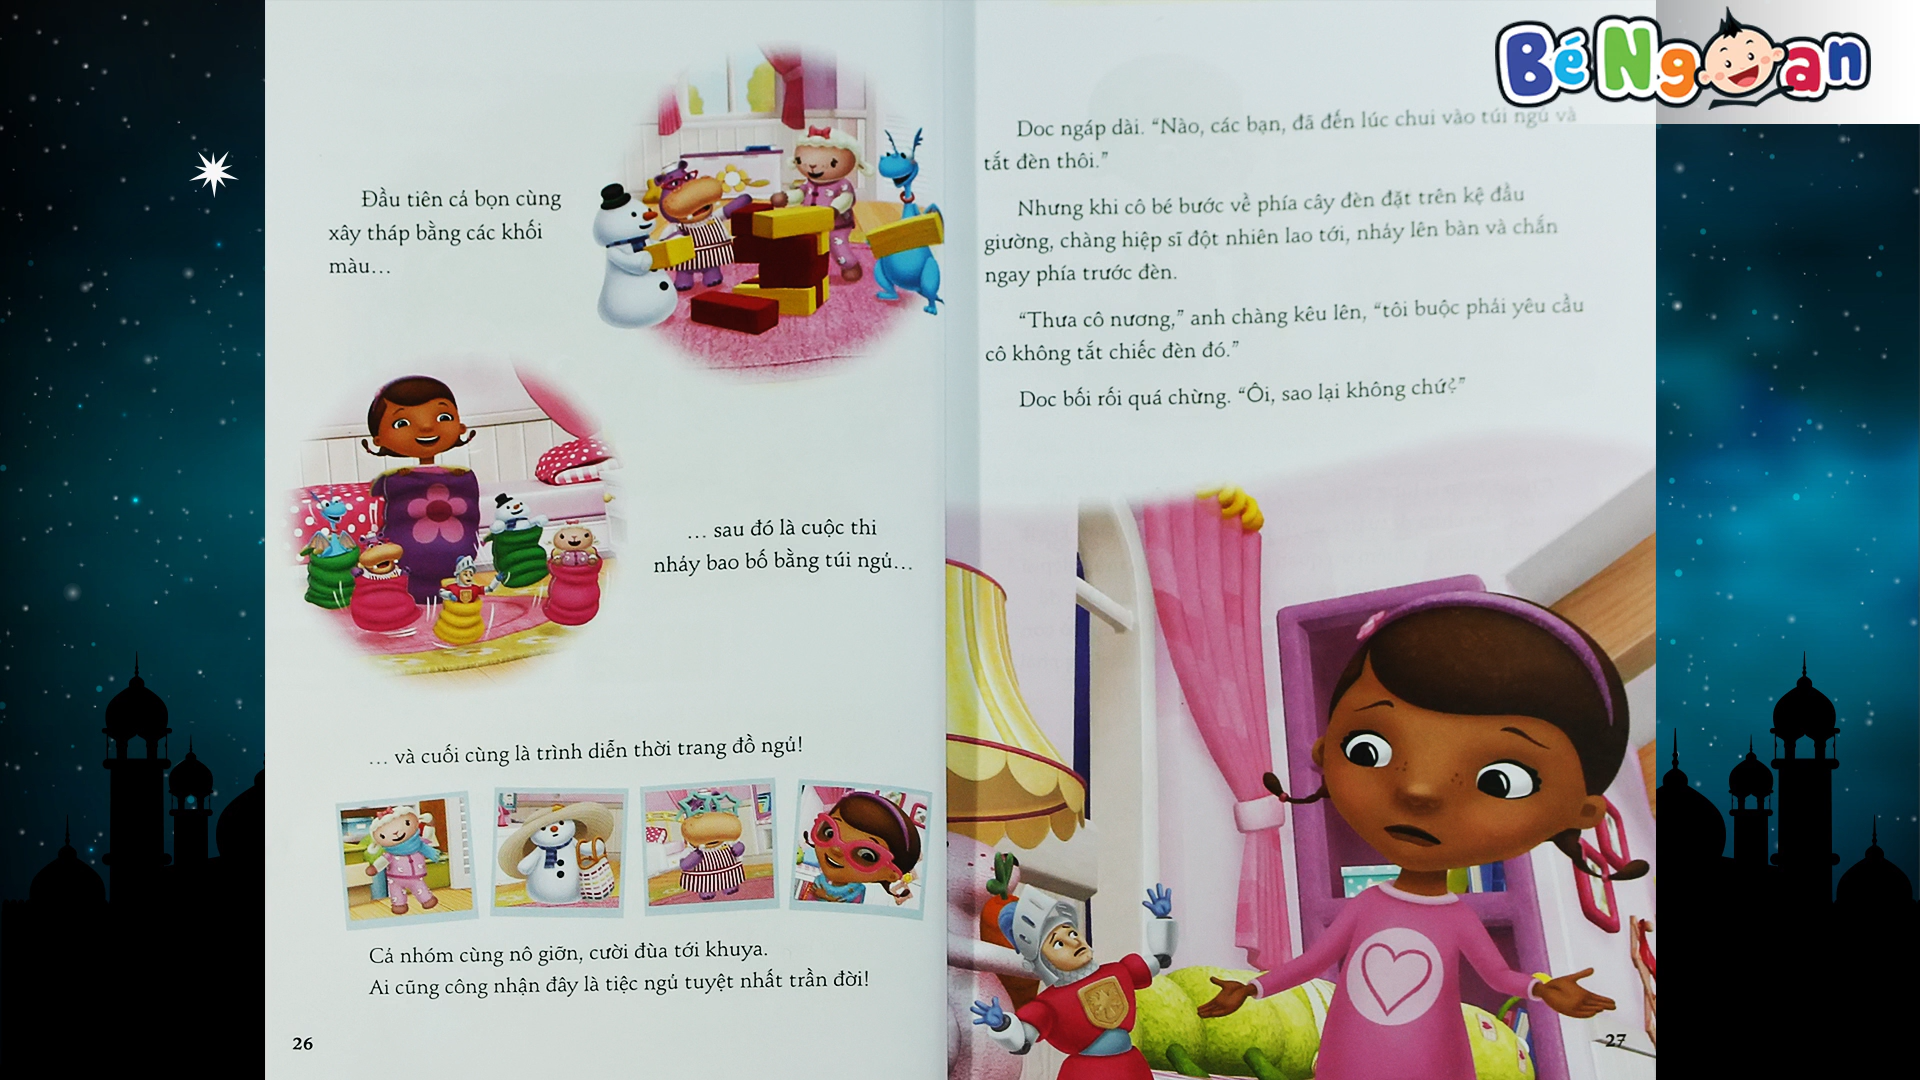 Bé Ngoan
Đầu tiên cả bọn cùng
xây tháp bằng các khối
màu…
… sau đó là cuộc thi
nhảy bao bố bằng túi ngủ…
… và cuối cùng là trình diễn thời trang đồ ngủ!
Cả nhóm cùng nô giỡn, cười đùa tới khuya.
Ai cũng công nhận đây là tiệc ngủ tuyệt nhất trần đời!
26
Doc ngáp dài. “Nào, các bạn, đã đến lúc chui vào túi ngủ và
tắt đèn thôi.”
Nhưng khi cô bé bước về phía cây đèn đặt trên kệ đầu
giường, chàng hiệp sĩ đột nhiên lao tới, nhảy lên bàn và chắn
ngay phía trước đèn.
“Thưa cô nương,” anh chàng kêu lên, “tôi buộc phải yêu cầu
cô không tắt chiếc đèn đó.”
Doc bối rối quá chừng. “Ôi, sao lại không chứ?”
27